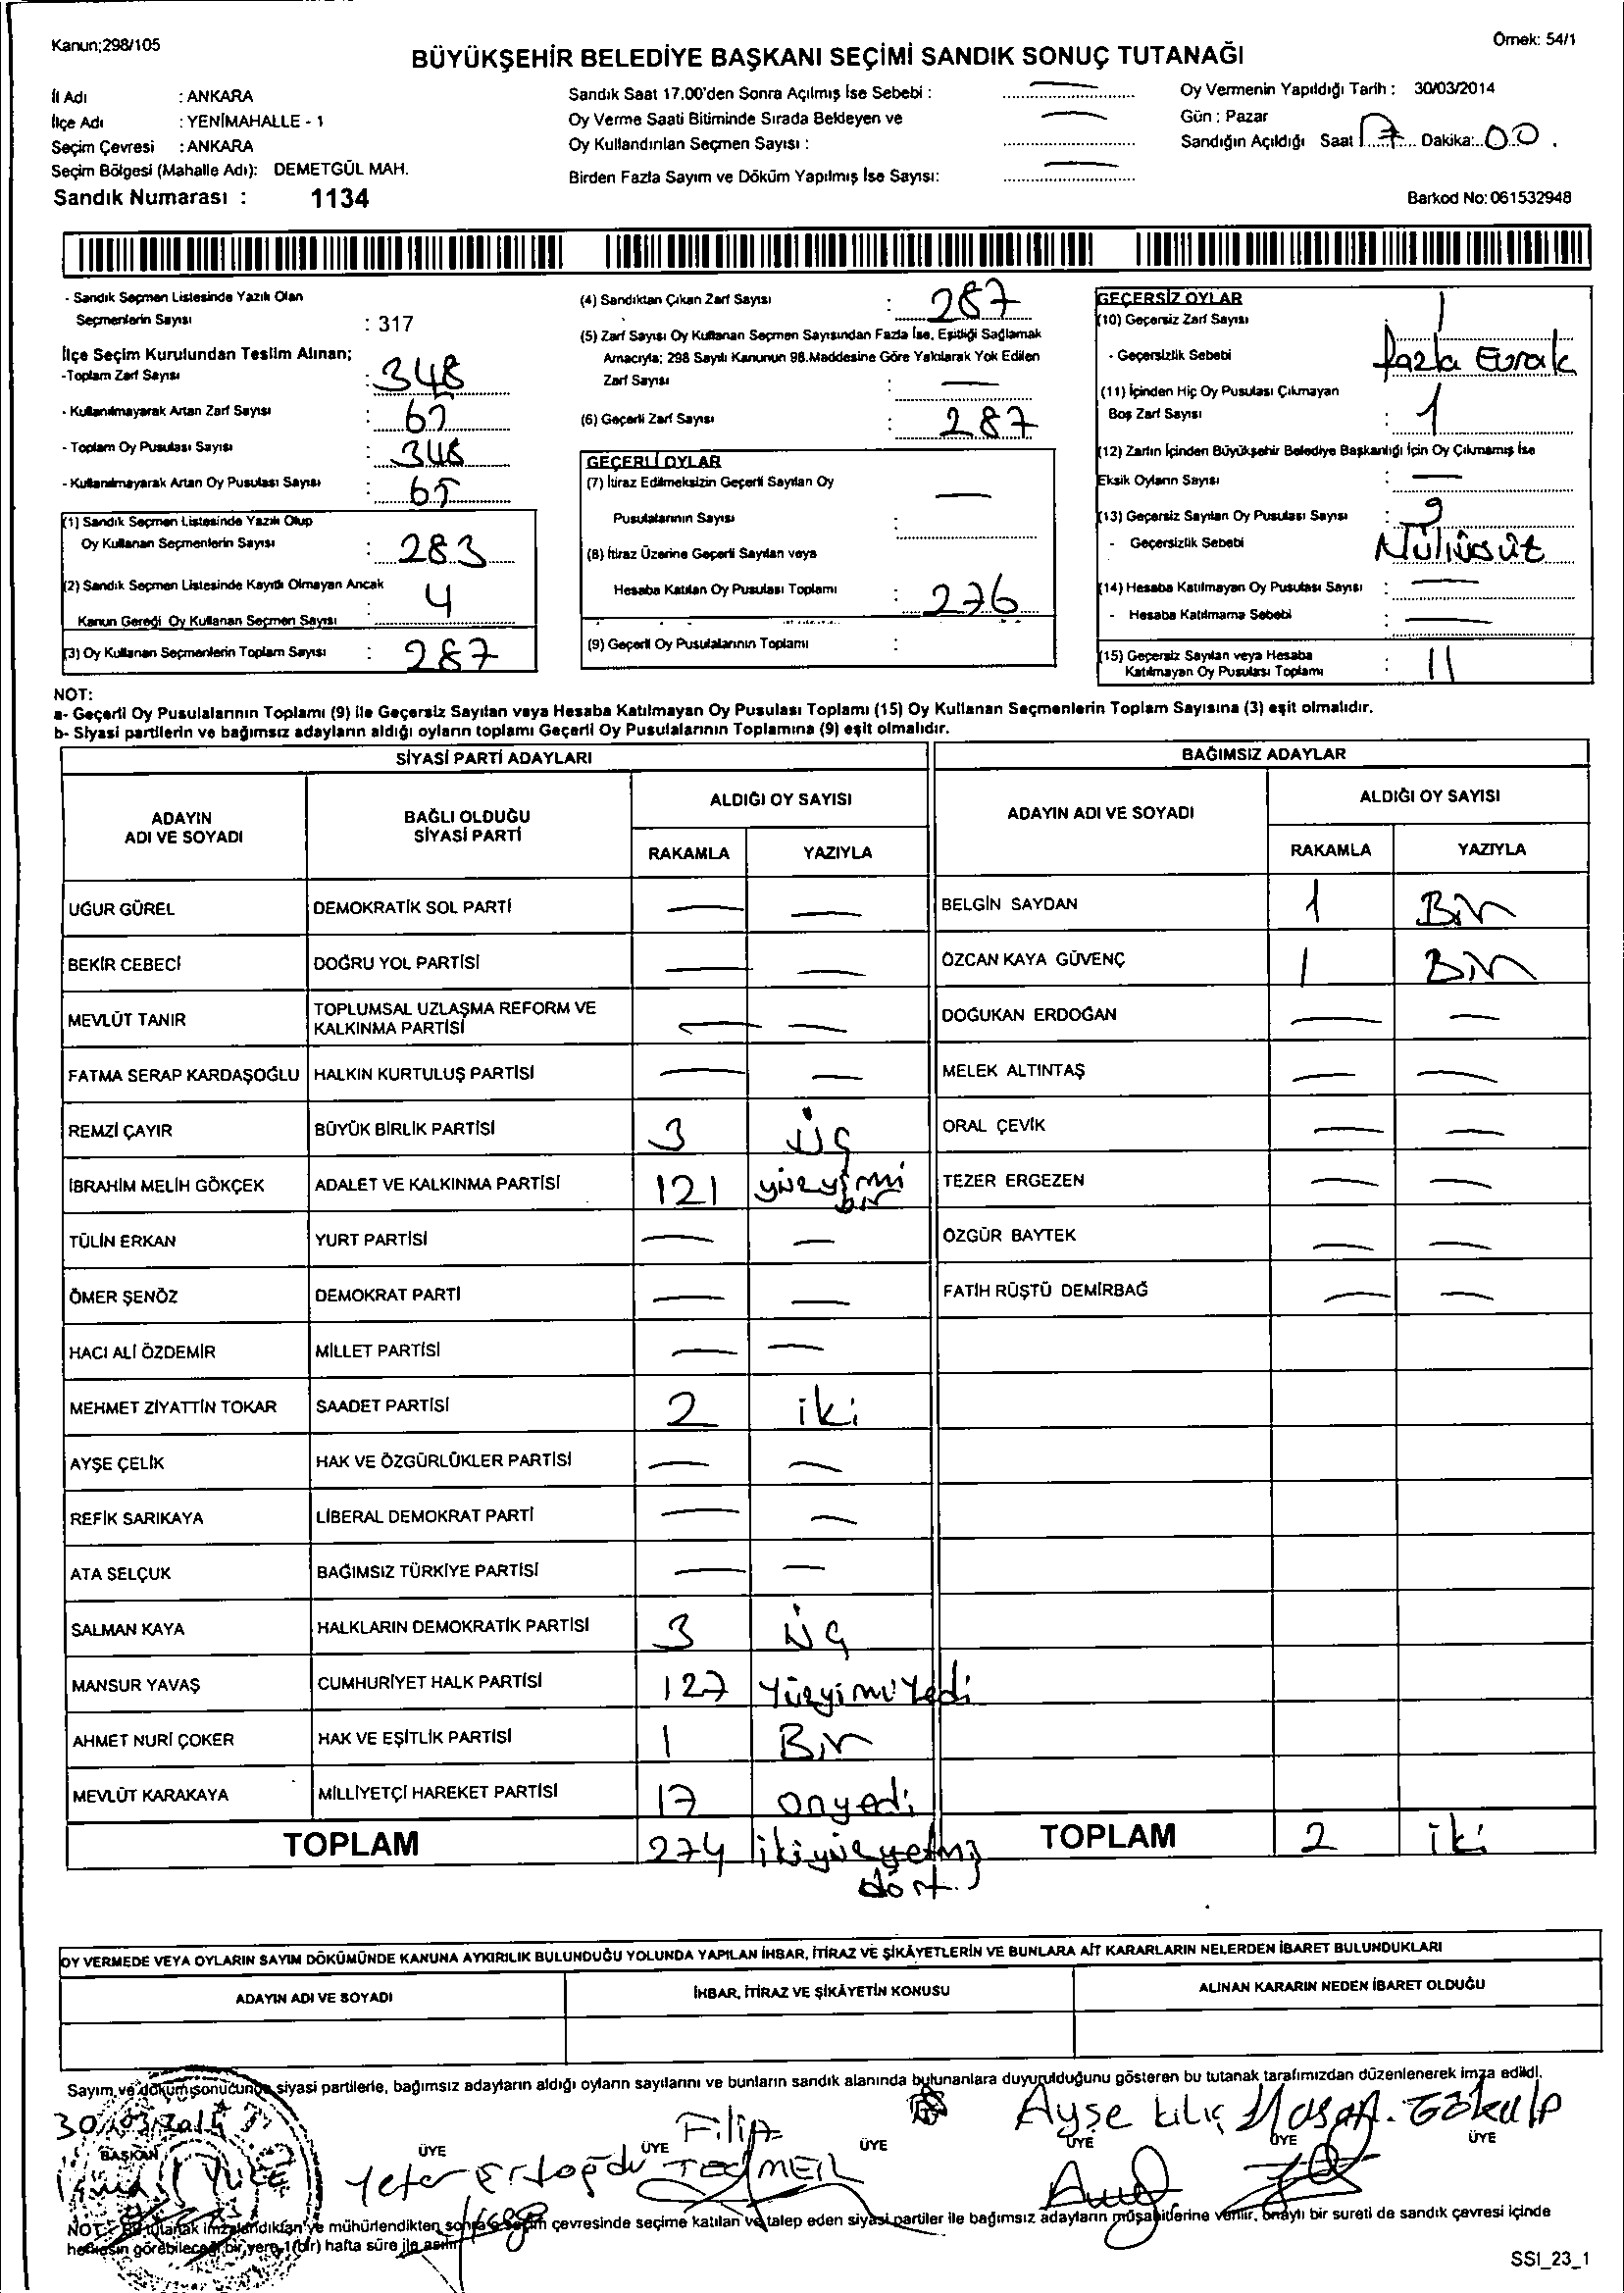 Kanun;298/105
Örnek: 54/1
BÜYÜKŞEHİR BELEDİYE BAŞKANI SEÇİMİ SANDIK SONUÇ TUTANAĞI
İl Adı : ANKARA
İlçe Adı : YENİMAHALLE - 1
Seçim Çevresi : ANKARA
Seçim Bölgesi (Mahalle Adı): DEMETGÜL MAH.
Sandık Numarası : 1134
Sandık Saat 17.00'den Sonra Açılmış İse Sebebi : —
Oy Verme Saati Bitiminde Sırada Bekleyen ve
Oy Kullandırılan Seçmen Sayısı : —
Birden Fazla Sayım ve Döküm Yapılmış İse Sayısı: —
Oy Vermenin Yapıldığı Tarih : 30/03/2014
Gün : Pazar
Sandığın Açıldığı Saat 17 Dakika: 00.
Barkod No: 061532948
- Sandık Seçmen Listesinde Yazılı Olan
Seçmenlerin Sayısı : 317
İlçe Seçim Kurulundan Teslim Alınan;
-Toplam Zarf Sayısı : 348
- Kullanılmayarak Artan Zarf Sayısı :
- Toplam Oy Pusulası Sayısı : 348
- Kullanılmayarak Artan Oy Pusulası Sayısı : 65
(1) Sandık Seçmen Listesinde Yazılı Olup
Oy Kullanan Seçmenlerin Sayısı : 283
(2) Sandık Seçmen Listesinde Kayıtlı Olmayan Ancak
Kanun Gereği Oy Kullanan Seçmen Sayısı : 4
(3) Oy Kullanan Seçmenlerin Toplam Sayısı : 287
(4) Sandıktan Çıkan Zarf Sayısı : 287
(5) Zarf Sayısı Oy Kullanan Seçmen Sayısından Fazla İse, Eşitliği Sağlamak
Amacıyla; 298 Sayılı Kanunun 98.Maddesine Göre Yakılarak Yok Edilen
Zarf Sayısı : —
(6) Geçerli Zarf Sayısı : 287
GEÇERLİ OYLAR
(7) İtiraz Edilmeksizin Geçerli Sayılan Oy
Pusulalarının Sayısı : —
(8) İtiraz Üzerine Geçerli Sayılan veya
Hesaba Katılan Oy Pusulası Toplamı : 276
(9) Geçerli Oy Pusulalarının Toplamı :
GEÇERSİZ OYLAR
(10) Geçersiz Zarf Sayısı : 1
- Geçersizlik Sebebi fazla Evrak
(11) İçinden Hiç Oy Pusulası Çıkmayan
Boş Zarf Sayısı : 1
(12) Zarfın İçinden Büyükşehir Belediye Başkanlığı İçin Oy Çıkmamış İse
Eksik Oyların Sayısı : —
(13) Geçersiz Sayılan Oy Pusulası Sayısı : 9
- Geçersizlik Sebebi
(14) Hesaba Katılmayan Oy Pusulası Sayısı : —
- Hesaba Katılmama Sebebi : —
(15) Geçersiz Sayılan veya Hesaba
Katılmayan Oy Pusulası Toplamı : 11
NOT:
a- Geçerli Oy Pusulalarının Toplamı (9) ile Geçersiz Sayılan veya Hesaba Katılmayan Oy Pusulası Toplamı (15) Oy Kullanan Seçmenlerin Toplam Sayısına (3) eşit olmalıdır.
b- Siyasi partilerin ve bağımsız adayların aldığı oyların toplamı Geçerli Oy Pusulalarının Toplamına (9) eşit olmalıdır.
SİYASİ PARTİ ADAYLARI
ADAYIN ADI VE SOYADI BAĞLI OLDUĞU SİYASİ PARTİ ALDIĞI OY SAYISI
RAKAMLA YAZIYLA
UĞUR GÜREL DEMOKRATİK SOL PARTİ — —
BEKİR CEBECİ DOĞRU YOL PARTİSİ — —
MEVLÜT TANIR TOPLUMSAL UZLAŞMA REFORM VE KALKINMA PARTİSİ — —
FATMA SERAP KARDAŞOĞLU HALKIN KURTULUŞ PARTİSİ — —
REMZİ ÇAYIR BÜYÜK BİRLİK PARTİSİ 3 üç
İBRAHİM MELİH GÖKÇEK ADALET VE KALKINMA PARTİSİ 121 yüzyirmi bir
TÜLİN ERKAN YURT PARTİSİ — —
ÖMER ŞENÖZ DEMOKRAT PARTİ — —
HACI ALİ ÖZDEMİR MİLLET PARTİSİ — —
MEHMET ZİYATTİN TOKAR SAADET PARTİSİ 2 iki
AYŞE ÇELİK HAK VE ÖZGÜRLÜKLER PARTİSİ — —
REFİK SARIKAYA LİBERAL DEMOKRAT PARTİ — —
ATA SELÇUK BAĞIMSIZ TÜRKİYE PARTİSİ — —
SALMAN KAYA HALKLARIN DEMOKRATİK PARTİSİ 3 üç
MANSUR YAVAŞ CUMHURİYET HALK PARTİSİ 127 Yüzyirmi Yedi
AHMET NURİ ÇOKER HAK VE EŞİTLİK PARTİSİ 1 Bir
MEVLÜT KARAKAYA MİLLİYETÇİ HAREKET PARTİSİ 17 onyedi
TOPLAM 274 ikiyüzyetmiş dört
BAĞIMSIZ ADAYLAR
ADAYIN ADI VE SOYADI ALDIĞI OY SAYISI
RAKAMLA YAZIYLA
BELGİN SAYDAN 1 Bir
ÖZCAN KAYA GÜVENÇ 1 Bir
DOĞUKAN ERDOĞAN — —
MELEK ALTINTAŞ — —
ORAL ÇEVİK — —
TEZER ERGEZEN — —
ÖZGÜR BAYTEK — —
FATİH RÜŞTÜ DEMİRBAĞ — —
TOPLAM 2 iki
OY VERMEDE VEYA OYLARIN SAYIM DÖKÜMÜNDE KANUNA AYKIRILIK BULUNDUĞU YOLUNDA YAPILAN İHBAR, İTİRAZ VE ŞİKÂYETLERİN VE BUNLARA AİT KARARLARIN NELERDEN İBARET BULUNDUKLARI
ADAYIN ADI VE SOYADI İHBAR, İTİRAZ VE ŞİKÂYETİN KONUSU ALINAN KARARIN NEDEN İBARET OLDUĞU
Sayım ve döküm sonucunda siyasi partilerle, bağımsız adayların aldığı oyların sayılarını ve bunların sandık alanında bulunanlara duyurulduğunu gösteren bu tutanak tarafımızdan düzenlenerek imza edildi.
30/03/2014 Filiz Ayşe Kılıç Hasan. Gökalp
BAŞKAN ÜYE ÜYE ÜYE ÜYE ÜYE ÜYE
Yeter
NOT: Bu tutanak imzalandıktan ve mühürlendikten sonra seçim çevresinde seçime katılan ve talep eden siyasi partiler ile bağımsız adayların müşahitlerine verilir, onaylı bir sureti de sandık çevresi içinde
herkesin görebileceği bir yere 1(bir) hafta süre ile asılır.
SSI_23_1